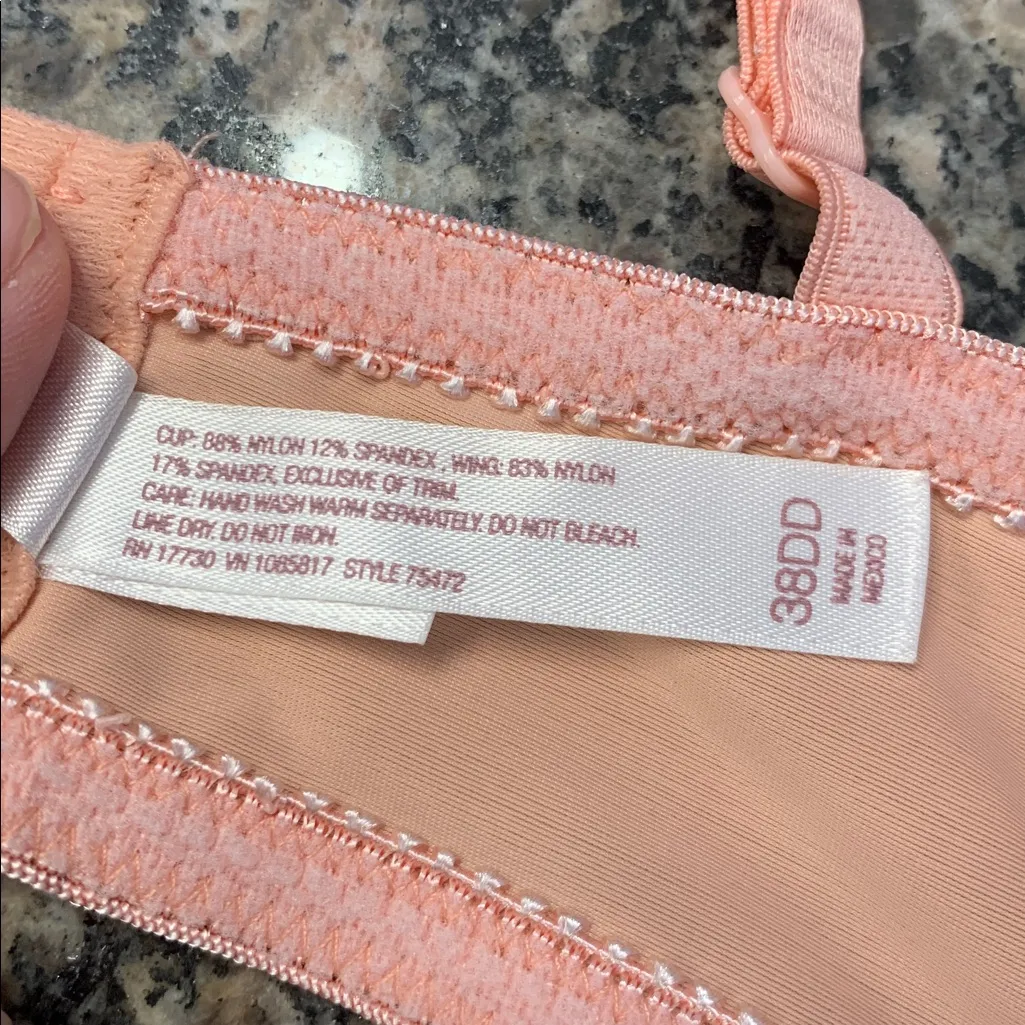 CUP: 88% NYLON 12% SPANDEX , WING: 83% NYLON
17% SPANDEX, EXCLUSIVE OF TRIM.
CARE: HAND WASH WARM SEPARATELY. DO NOT BLEACH.
LINE DRY. DO NOT IRON.
RN 17730 VN 1085817 STYLE 75472
38DD
MADE IN
MEXICO